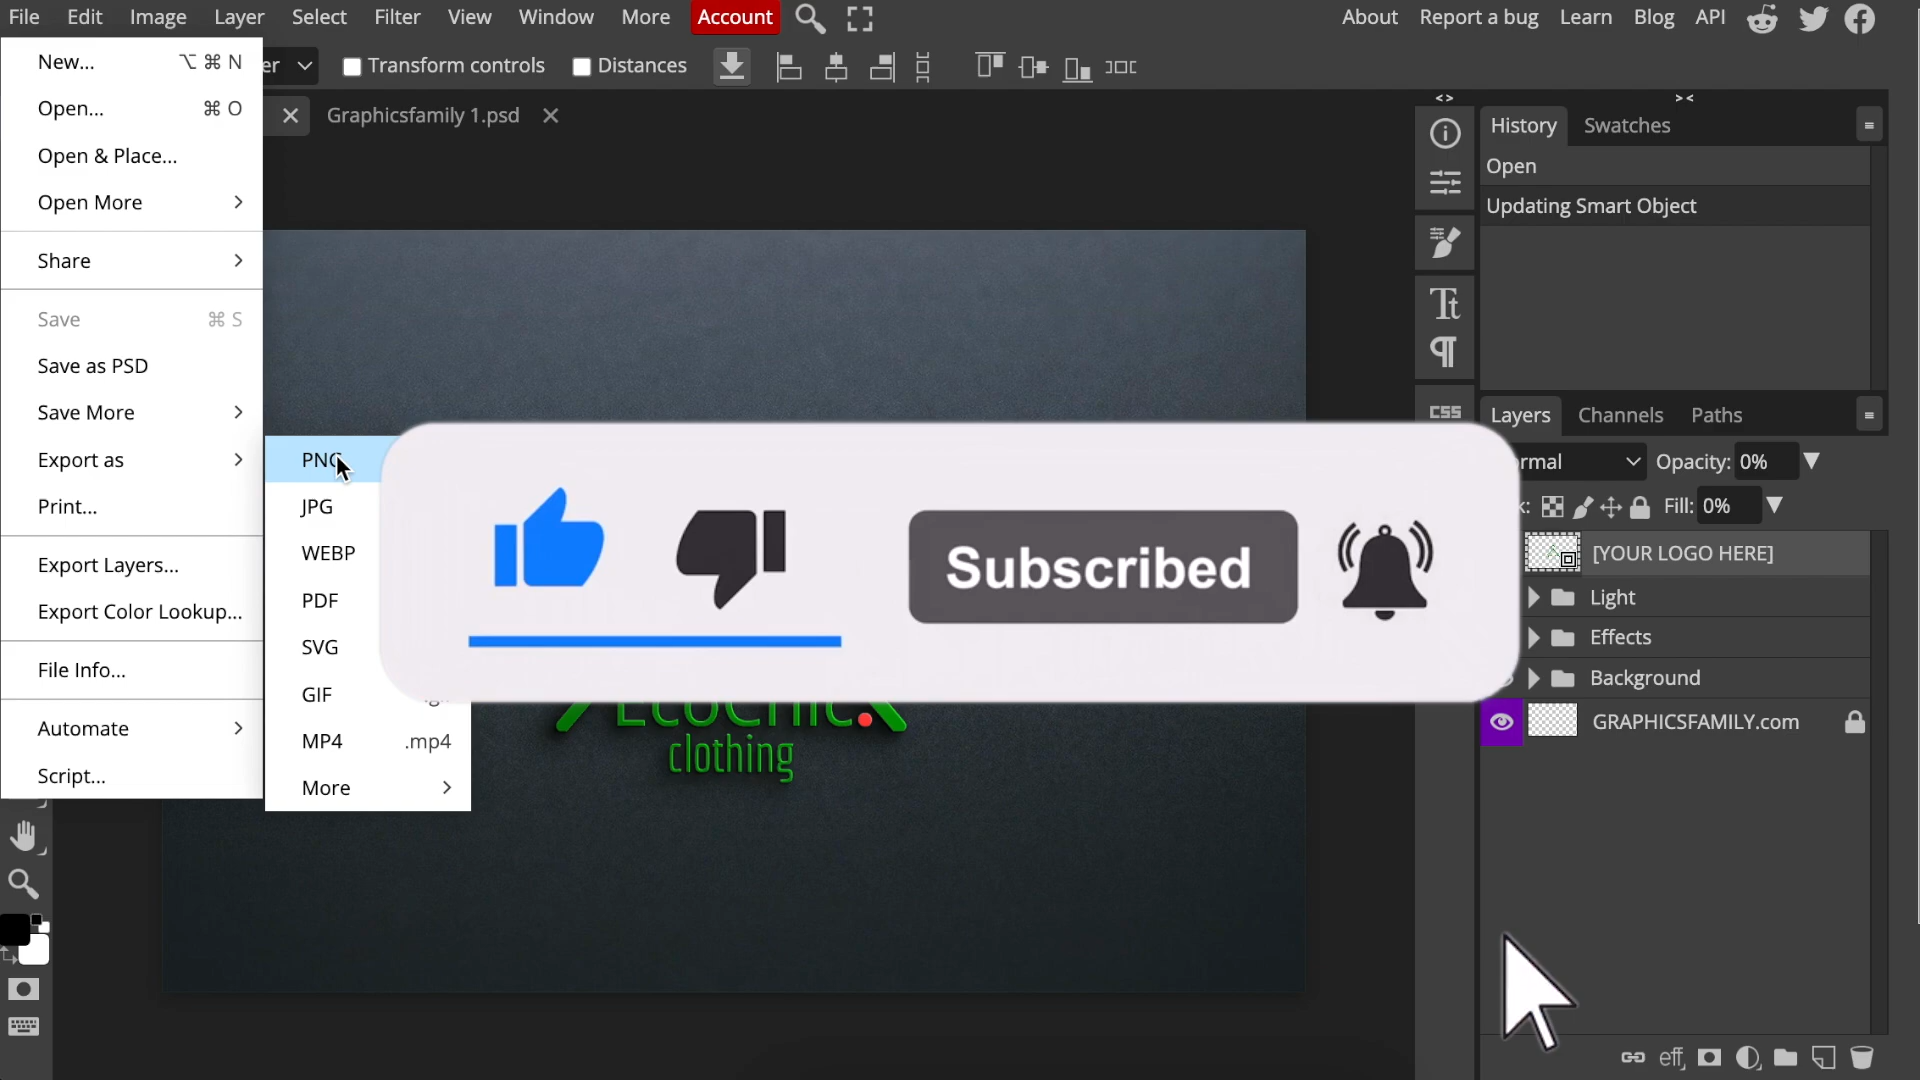 File Edit Image Layer Select Filter View Window More Account About Report a bug Learn Blog API
Transform controls Distances
Graphicsfamily 1.psd
New... ⌥ ⌘ N
Open... ⌘ O
Open & Place...
Open More
Share
Save ⌘ S
Save as PSD
Save More
Export as
Print...
Export Layers...
Export Color Lookup...
File Info...
Automate
Script...
PNG
JPG
WEBP
PDF
SVG
GIF
MP4 .mp4
More
Subscribed
EcoChic
clothing
History Swatches
Open
Updating Smart Object
CSS
Layers Channels Paths
Opacity: 0%
Fill: 0%
[YOUR LOGO HERE]
Light
Effects
Background
GRAPHICSFAMILY.com
eff